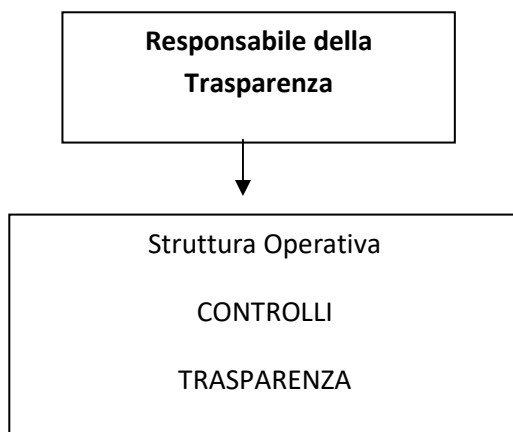 Responsabile della
Trasparenza
Struttura Operativa
CONTROLLI
TRASPARENZA